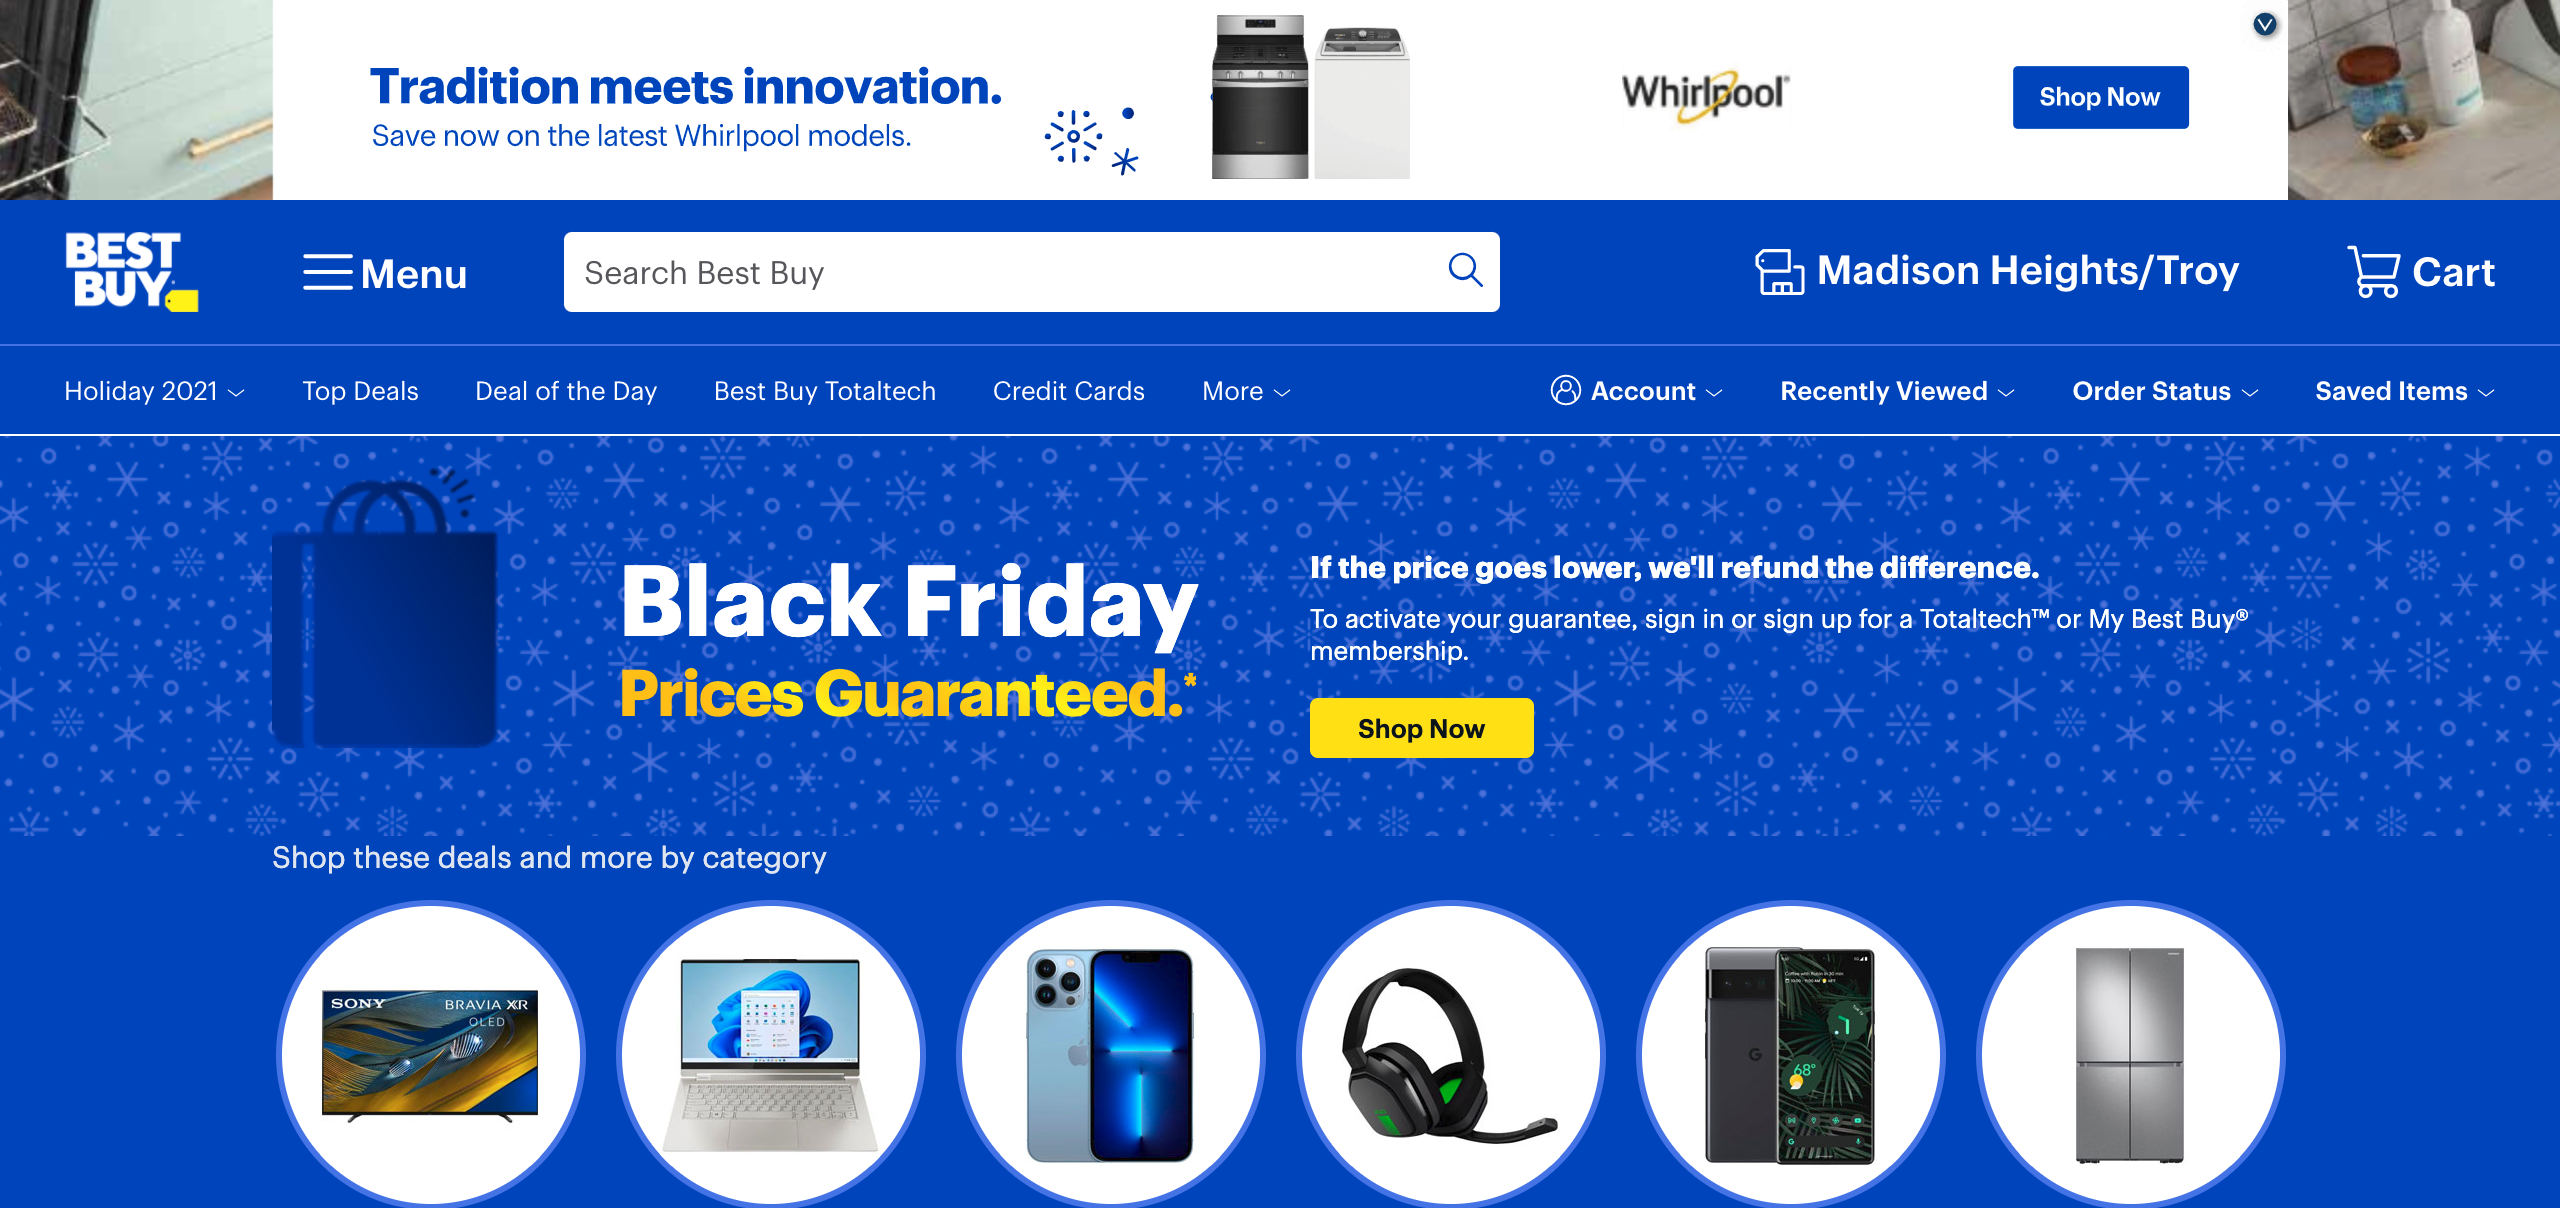 Tradition meets innovation.
Save now on the latest Whirlpool models.
Whirlpool®
Shop Now
BEST
BUY
Menu
Search Best Buy
Madison Heights/Troy
Cart
Holiday 2021
Top Deals
Deal of the Day
Best Buy Totaltech
Credit Cards
More
Account
Recently Viewed
Order Status
Saved Items
Black Friday
Prices Guaranteed.*
If the price goes lower, we'll refund the difference.
To activate your guarantee, sign in or sign up for a Totaltech™ or My Best Buy®
membership.
Shop Now
Shop these deals and more by category
SONY
BRAVIA XR
OLED
68°